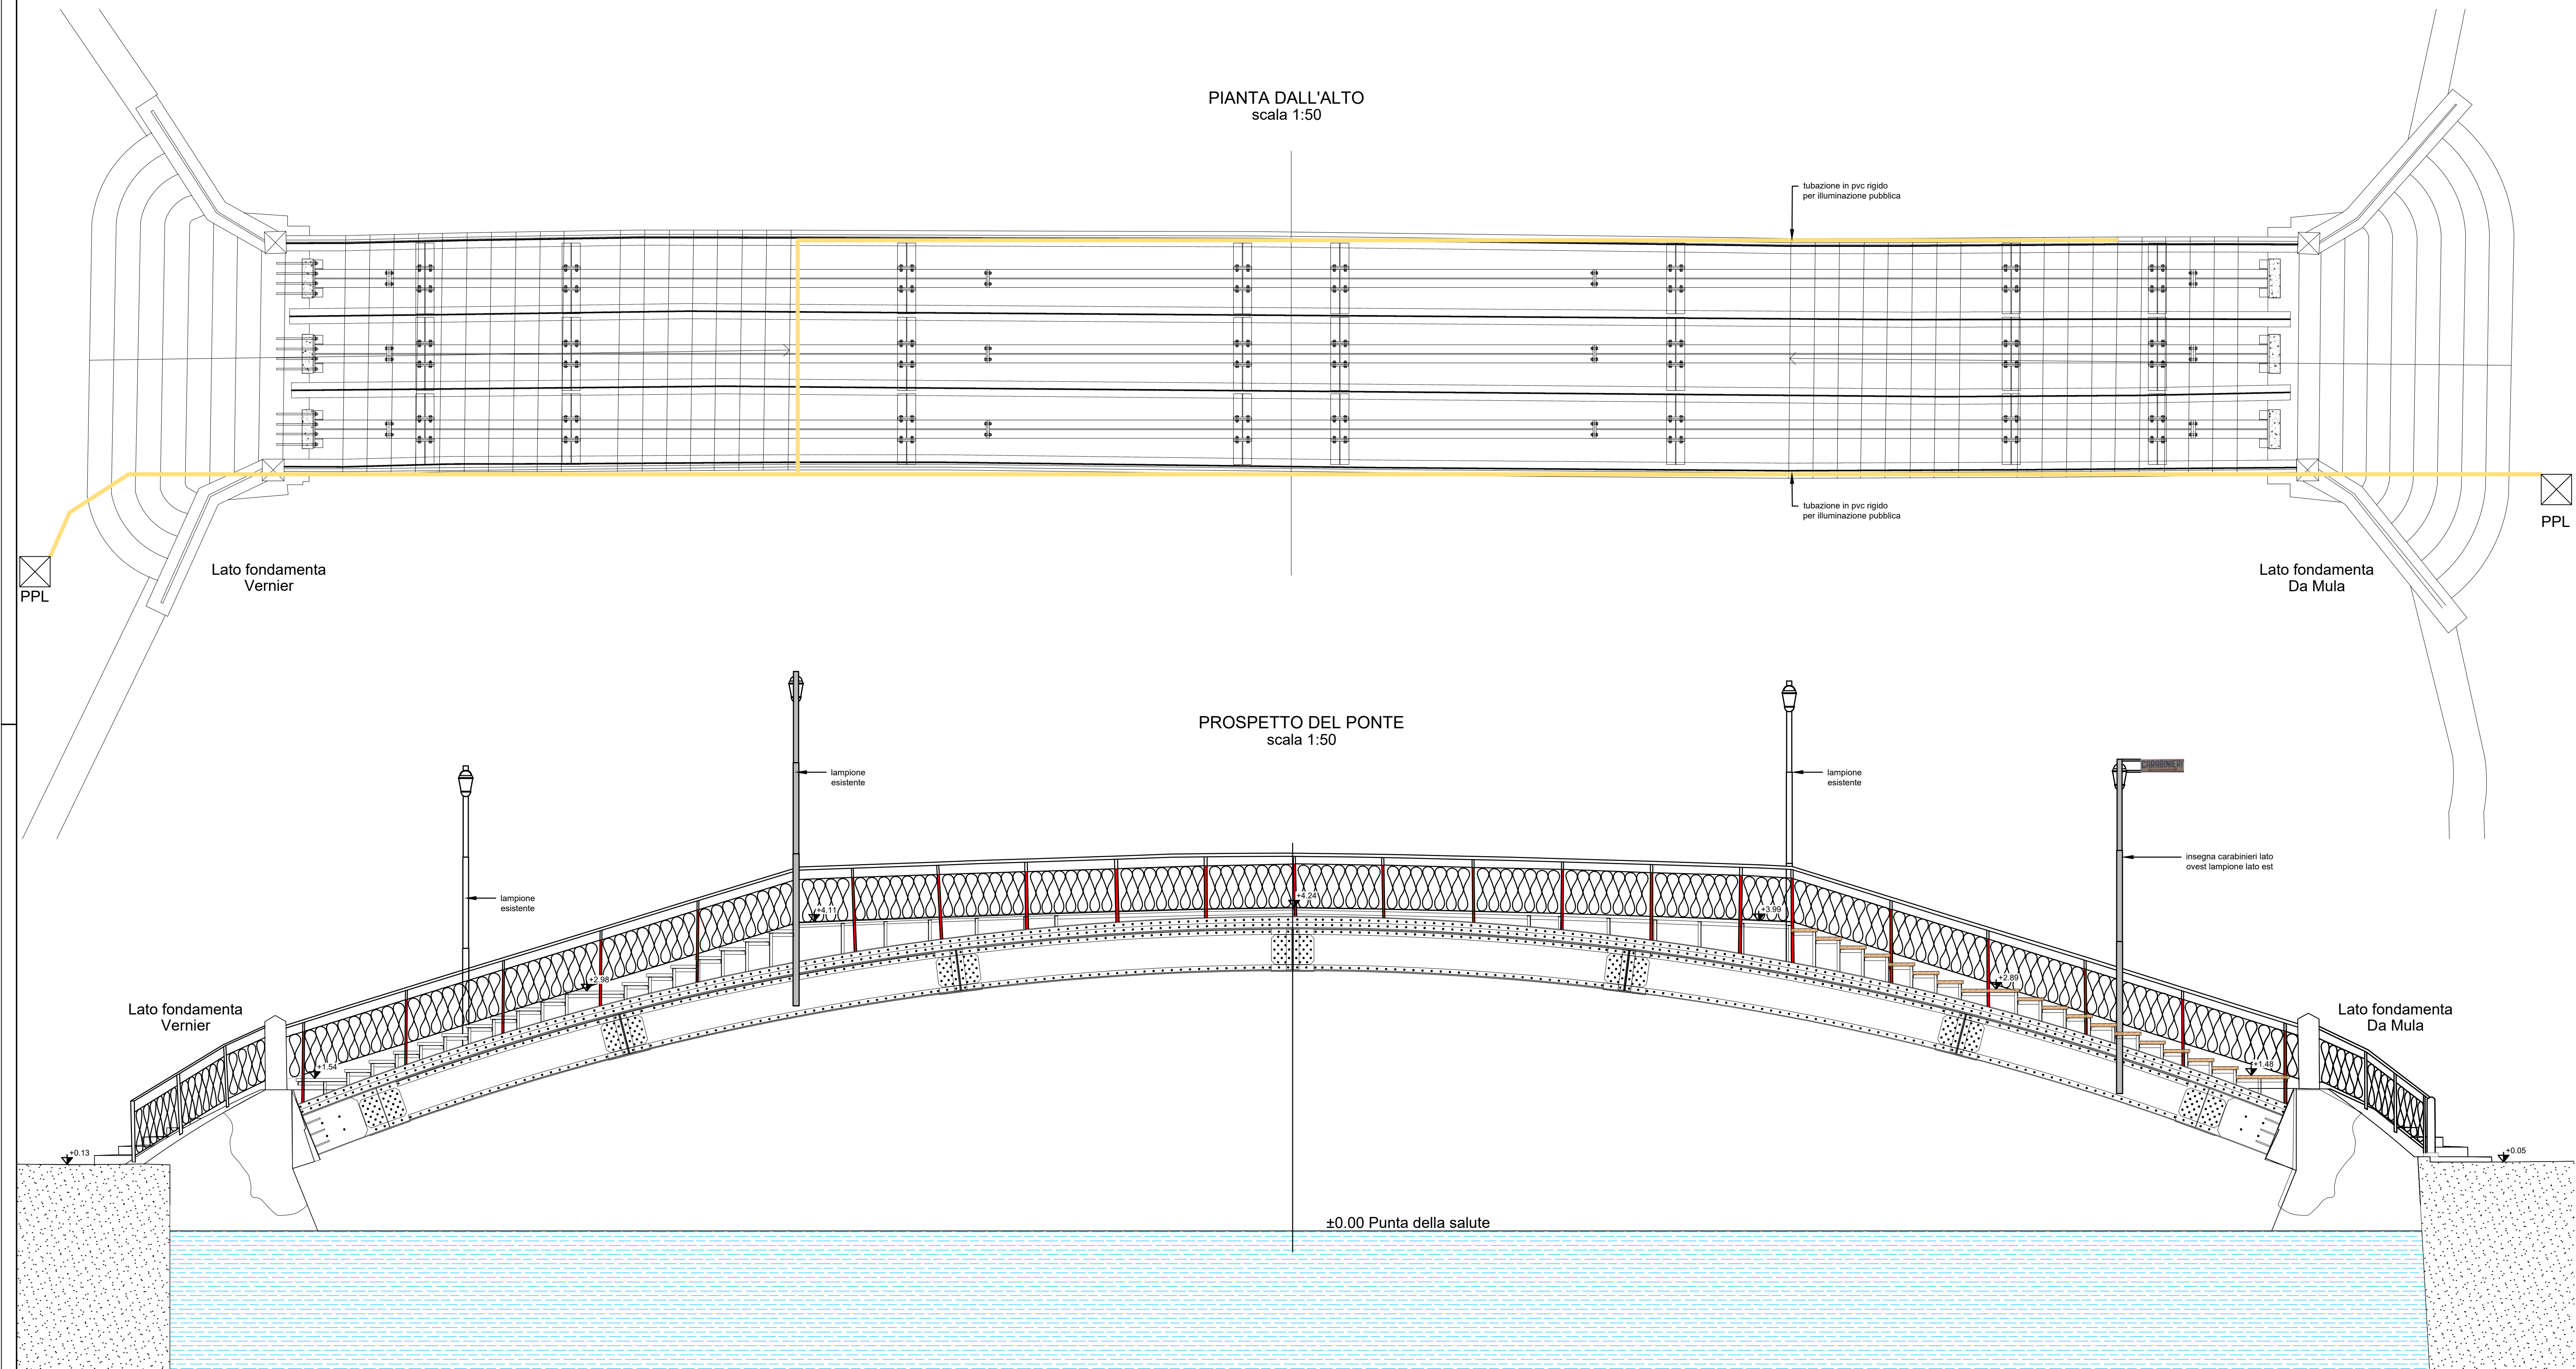 PIANTA DALL'ALTO
scala 1:50
tubazione in pvc rigido
per illuminazione pubblica
tubazione in pvc rigido
per illuminazione pubblica
PPL
PPL
Lato fondamenta
Vernier
Lato fondamenta
Da Mula
PROSPETTO DEL PONTE
scala 1:50
lampione
esistente
lampione
esistente
CARABINIERI
lampione
esistente
insegna carabinieri lato
ovest lampione lato est
+4.11
+4.24
+3.99
+2.98
+2.89
Lato fondamenta
Vernier
Lato fondamenta
Da Mula
+1.54
+1.48
+0.13
+0.05
±0.00 Punta della salute